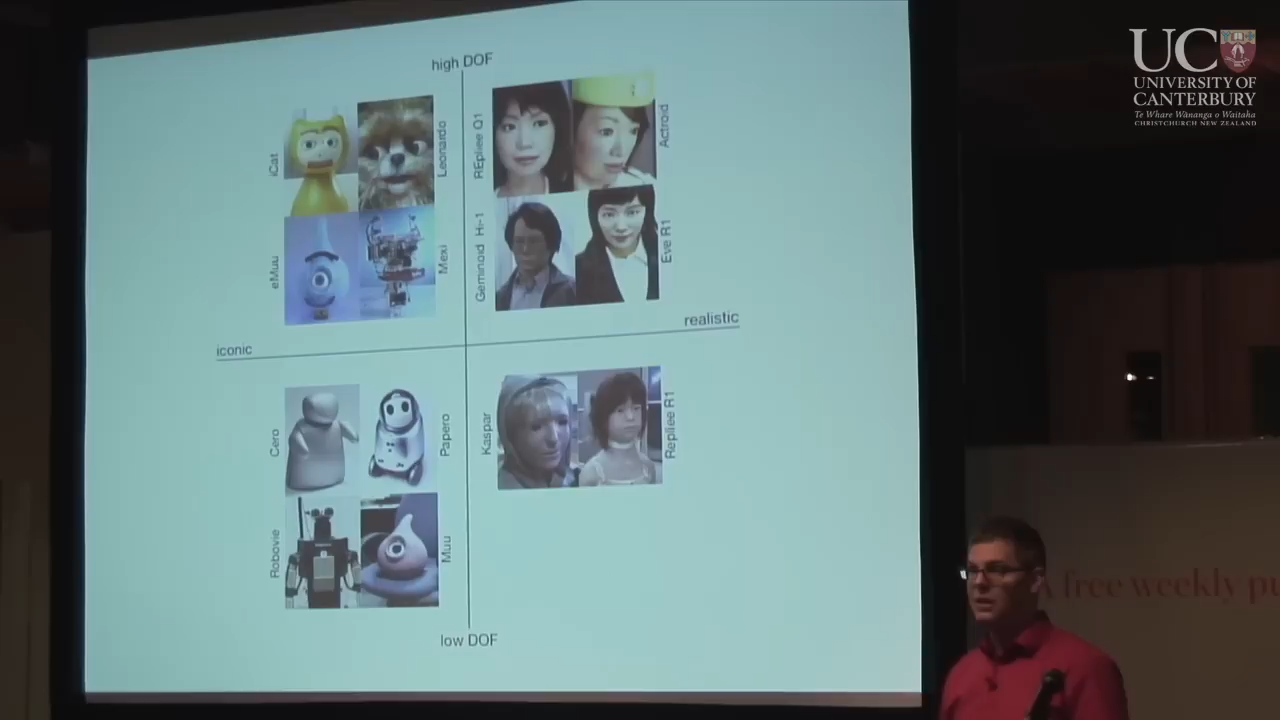 high DOF
iCat
Leonardo
REpliee Q1
Actroid
eMuu
Mexi
Geminoid Hi-1
Eve R1
iconic
realistic
Cero
Papero
Kaspar
Repliee R1
Robovie
Muu
low DOF
UC
UNIVERSITY OF
CANTERBURY
Te Whare Wānanga o Waitaha
CHRISTCHURCH NEW ZEALAND
A free weekly